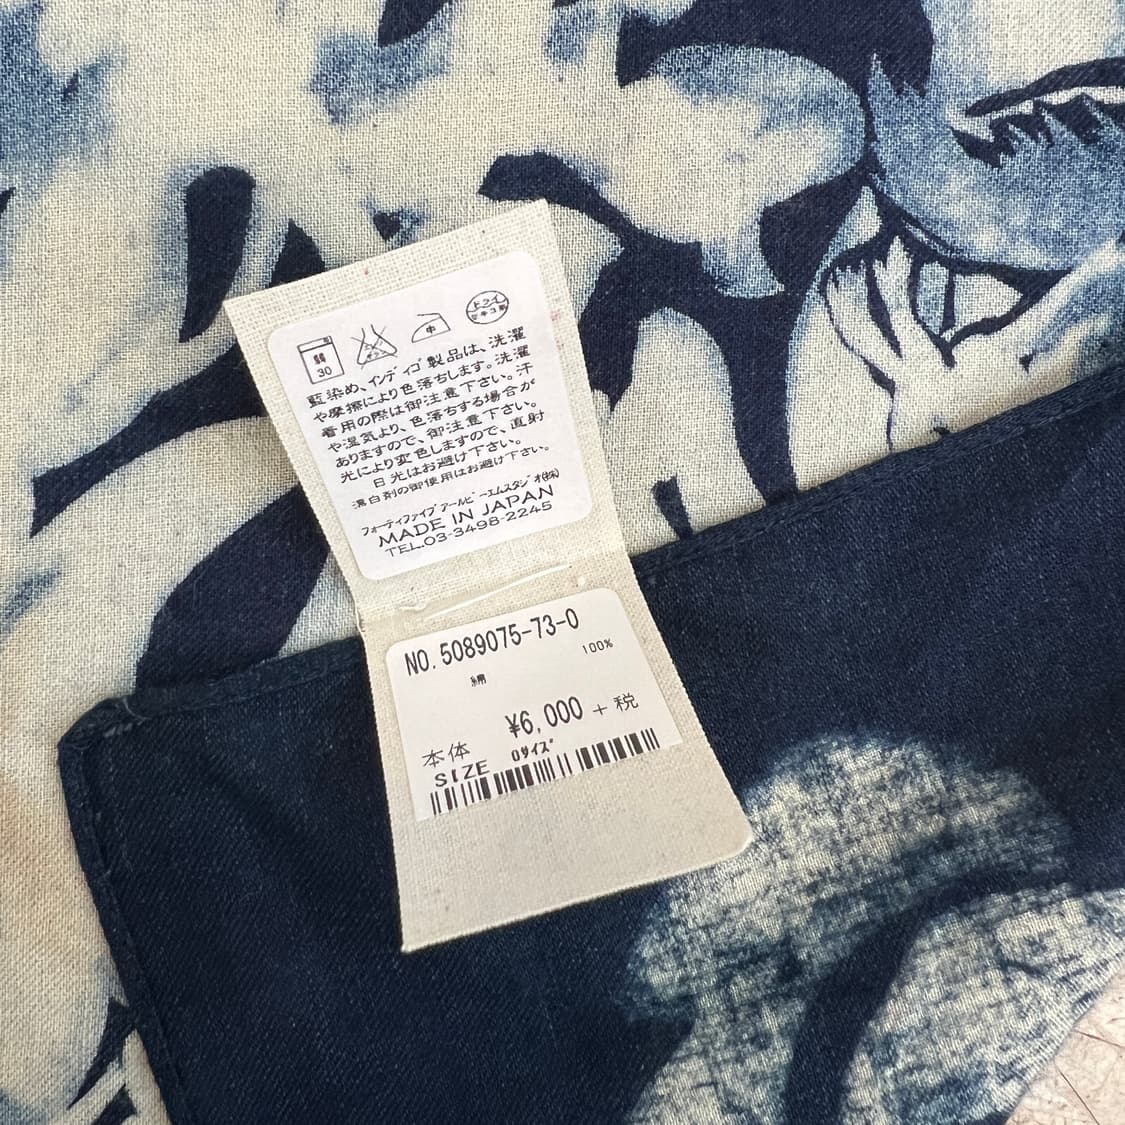 弱 30
中
ドライ
セキユ系
藍染め、インディゴ製品は、洗濯
や摩擦により色落ちします。洗濯
着用の際は御注意下さい。汗
や湿気より、色落ちする場合が
ありますので、御注意下さい。
光により変色しますので、直射
日光はお避け下さい。
漂白剤の御使用はお避け下さい。
フォーティファイブアールピーエムスタジオ(株)
MADE IN JAPAN
TEL.03-3498-2245
NO. 5089075-73-0
綿 100%
本体 ¥6,000 + 税
SIZE 0サイズ